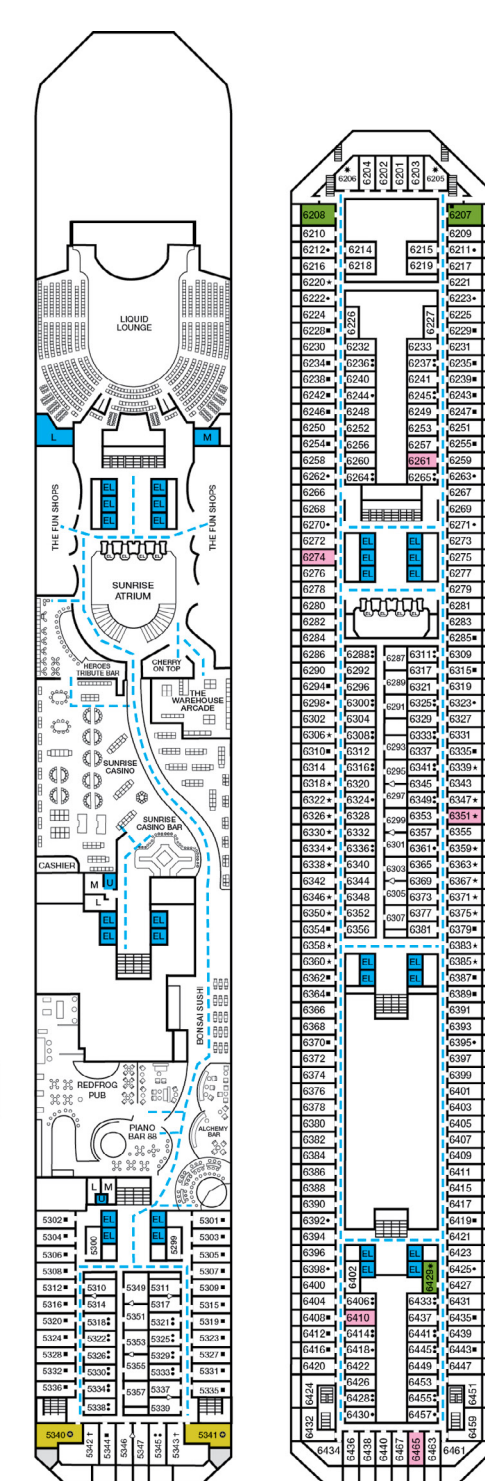 LIQUID
LOUNGE
L
M
THE FUN SHOPS
THE FUN SHOPS
EL EL
EL EL
EL EL
EL EL EL EL
SUNRISE
ATRIUM
HEROES
TRIBUTE BAR
CHERRY
ON TOP
THE
WAREHOUSE
ARCADE
SUNRISE
CASINO
SUNRISE
CASINO BAR
CASHIER
M U
L
EL EL
EL EL
BONSAI SUSHI
REDFROG
PUB
PIANO
BAR 88
ALCHEMY
BAR
L M
U
EL EL
EL EL
5300 5299
5302■ 5301■
5304■ 5303■
5306■ 5305■
5308■ 5307■
5312■ 5310 5349 5311 5309■
5316■ 5314 5351 5317 5315■
5320■ 5318 5321 5319■
5324■ 5322 5353 5325 5323■
5328■ 5326 5329 5327■
5332■ 5330 5355 5333 5331■
5336■ 5334 5357 5337 5335■
5338 5339
5340 5341
5342† 5344■ 5346 5347 5345 5343†
6206 6204 6202 6201 6203 6205
6208 6207
6210 6209
6212• 6214 6215 6211•
6216 6218 6219 6217
6220★ 6221
6222• 6223•
6224 6226 6227 6225
6228■ 6229■
6230 6232 6233 6231
6234■ 6236 6237 6235■
6238■ 6240 6241 6239■
6242■ 6244• 6245 6243■
6246■ 6248 6249 6247■
6250 6252 6253 6251
6254■ 6256 6257 6255■
6258 6260 6261 6259
6262• 6264 6265 6263•
6266 6267
6268 6269
6270• 6271•
6272 EL EL 6273
6274 EL EL 6275
6276 EL EL 6277
6278 6279
6280 6281
6282 EL EL EL EL 6283
6284 6285■
6286 6288 6287 6311 6309
6290 6292 6317 6315■
6294■ 6296 6289 6321 6319
6298• 6300 6291 6325 6323•
6302 6304 6329 6327
6306★ 6308 6293 6333 6331
6310■ 6312 6337 6335■
6314 6316 6295 6341 6339★
6318★ 6320 6345 6343
6322★ 6324• 6297 6349 6347★
6326★ 6328 6299 6353 6351★
6330★ 6332 6357 6355
6334★ 6336 6301 6361 6359★
6338★ 6340 6303 6365 6363★
6342 6344 6305 6369 6367★
6346★ 6348 6373 6371★
6350★ 6352 6307 6377 6375★
6354■ 6356 6381 6379■
6358★ 6383★
6360★ EL EL 6385★
6362■ EL EL 6387■
6364■ 6389■
6366 6391
6368 6393
6370■ 6395•
6372 6397
6374 6399
6376 6401
6378 6403
6380 6405
6382 6407
6384 6409
6386 6411
6388 6415
6390 6417
6392• 6419■
6394 6421
6396 EL EL 6423
6398• 6402 EL EL 6429 6425•
6400 6427
6404 6406 6433 6431
6408■ 6410 6437 6435■
6412■ 6414 6441 6439
6416■ 6418• 6445 6443■
6420 6422 6449 6447
6424 6426 6453 6451
6428 6455
6432 6430• 6457 6459
6434 6436 6438 6440 6467 6465 6463 6461